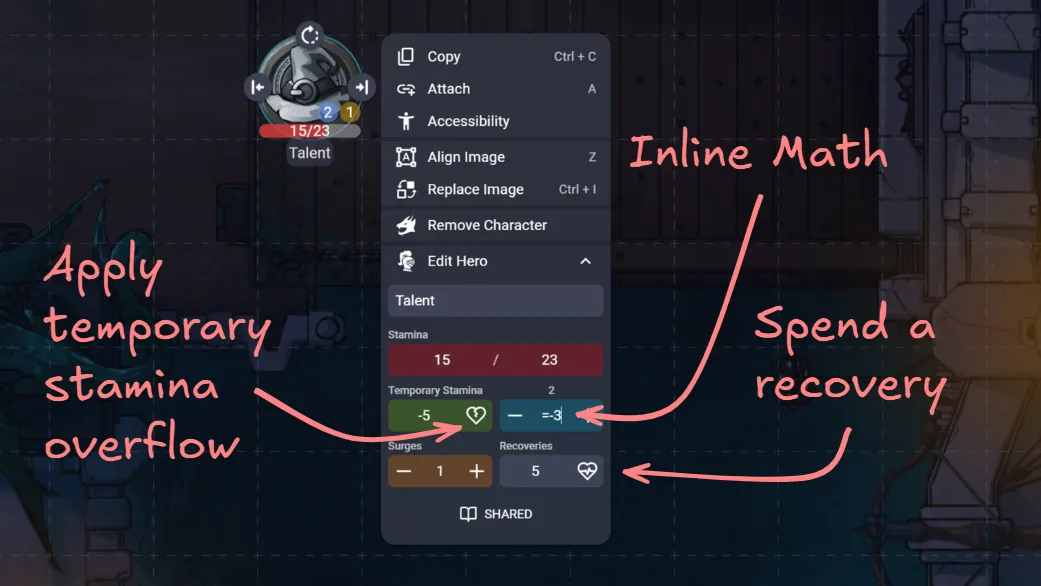 Copy Ctrl + C
Attach A
Accessibility
2 1
15/23
Talent
Align Image Z
Replace Image Ctrl + I
Remove Character
Edit Hero
Talent
Stamina
15 / 23
Temporary Stamina 2
-5 =-3
Surges Recoveries
1 5
SHARED
Inline Math
Apply
temporary
stamina
overflow
Spend a
recovery